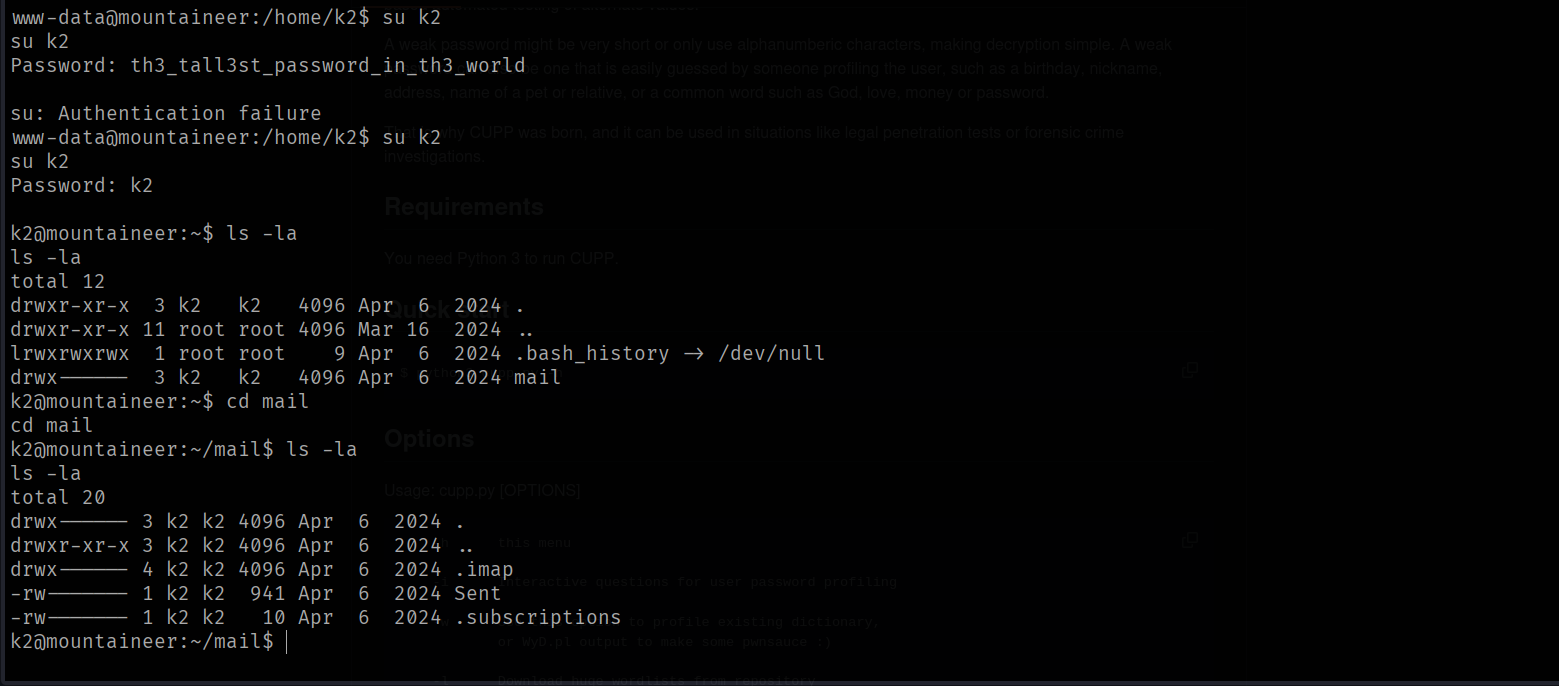 www-data@mountaineer:/home/k2$ su k2
su k2
A weak password might be very short or only use alphanumberic characters, making decryption simple. A weak
Password: th3_tall3st_password_in_th3_world
one that is easily guessed by someone profiling the user, such as a birthday, nickname,
address, name of a pet or relative, or a common word such as God, love, money or password.
su: Authentication failure
www-data@mountaineer:/home/k2$ su k2
why CUPP was born, and it can be used in situations like legal penetration tests or forensic crime
su k2
investigations.
Password: k2
Requirements
k2@mountaineer:~$ ls -la
ls -la
You need Python 3 to run CUPP.
total 12
drwxr-xr-x  3 k2   k2   4096 Apr  6  2024 .
drwxr-xr-x 11 root root 4096 Mar 16  2024 ..
lrwxrwxrwx  1 root root    9 Apr  6  2024 .bash_history -> /dev/null
drwx------  3 k2   k2   4096 Apr  6  2024 mail
k2@mountaineer:~$ cd mail
cd mail
Options
k2@mountaineer:~/mail$ ls -la
ls -la
Usage: cupp.py [OPTIONS]
total 20
drwx------ 3 k2 k2 4096 Apr  6  2024 .
drwxr-xr-x 3 k2 k2 4096 Apr  6  2024 ..
this menu
drwx------ 4 k2 k2 4096 Apr  6  2024 .imap
questions for user password profiling
-rw------- 1 k2 k2  941 Apr  6  2024 Sent
-rw------- 1 k2 k2   10 Apr  6  2024 .subscriptions
to profile existing dictionary,
k2@mountaineer:~/mail$
or WyD.pl output to make some pwnsauce :)
Download huge wordlists from repository